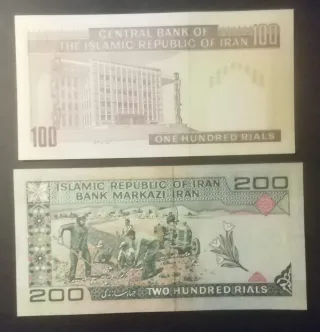 CENTRAL BANK OF
THE ISLAMIC REPUBLIC OF IRAN
100
100
ONE HUNDRED RIALS
ISLAMIC REPUBLIC OF IRAN
BANK MARKAZI IRAN
200
200
TWO HUNDRED RIALS